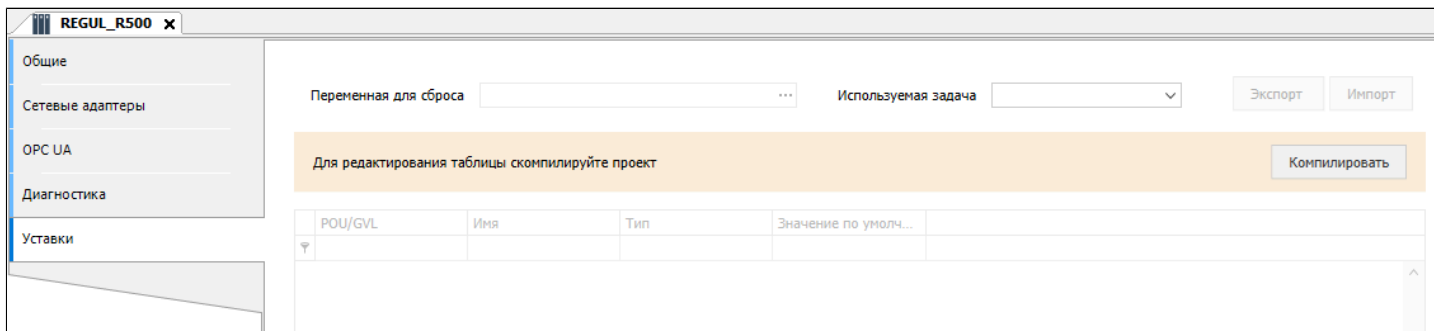 REGUL_R500
Общие
Сетевые адаптеры
OPC UA
Диагностика
Уставки
Переменная для сброса ... Используемая задача Экспорт Импорт
Для редактирования таблицы скомпилируйте проект Компилировать
POU/GVL Имя Тип Значение по умолч...